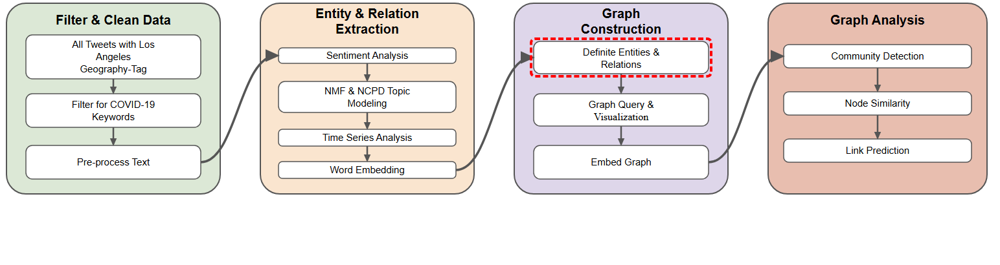 Filter & Clean Data
All Tweets with Los
Angeles
Geography-Tag
Filter for COVID-19
Keywords
Pre-process Text
Entity & Relation
Extraction
Sentiment Analysis
NMF & NCPD Topic
Modeling
Time Series Analysis
Word Embedding
Graph
Construction
Definite Entities &
Relations
Graph Query &
Visualization
Embed Graph
Graph Analysis
Community Detection
Node Similarity
Link Prediction